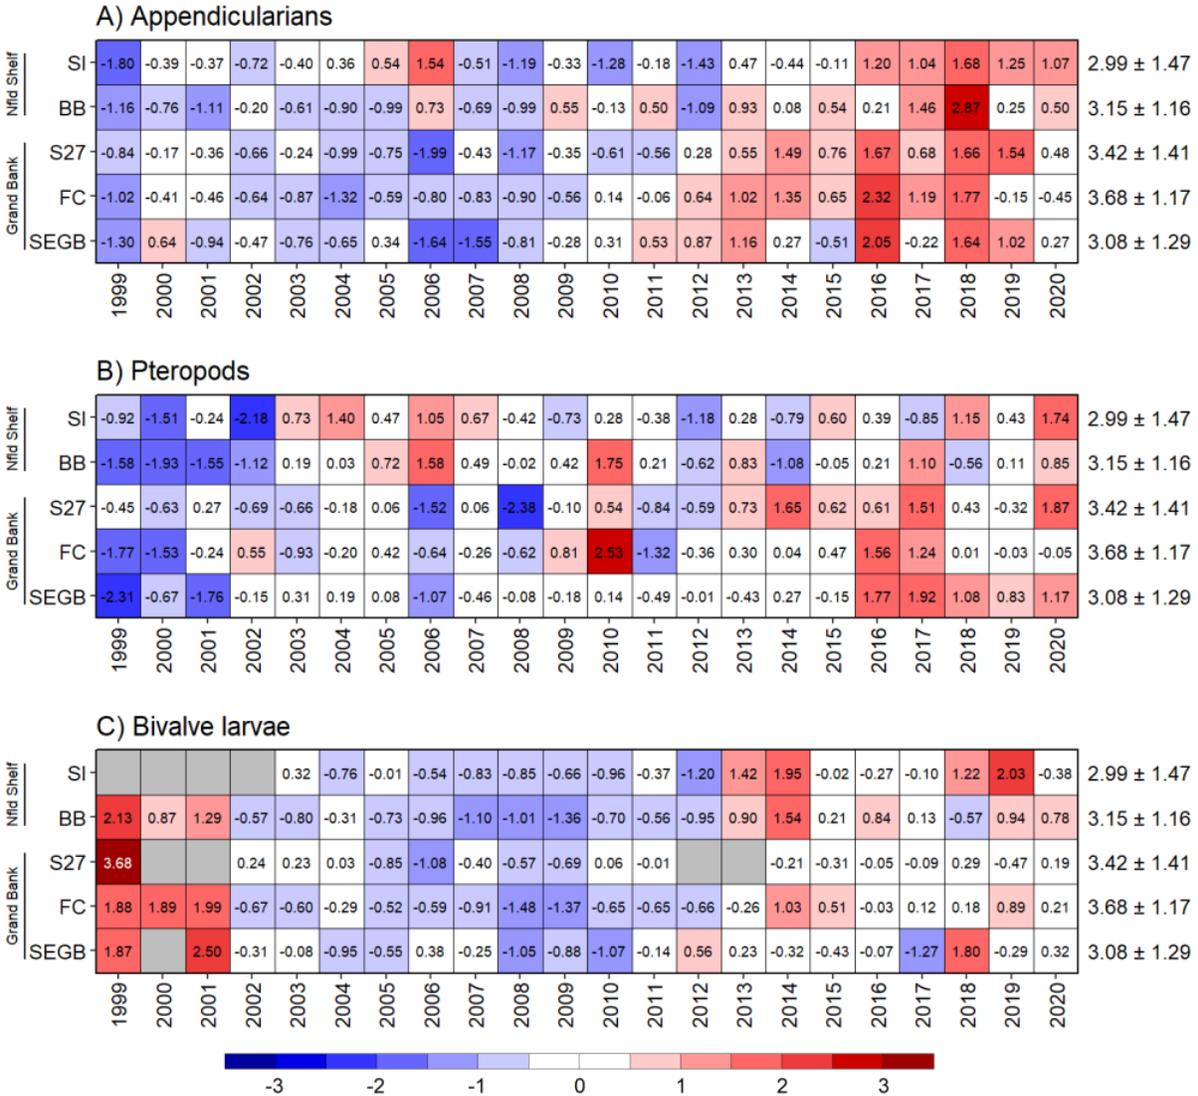 A) Appendicularians
Nfld Shelf
SI -1.80 -0.39 -0.37 -0.72 -0.40 0.36 0.54 1.54 -0.51 -1.19 -0.33 -1.28 -0.18 -1.43 0.47 -0.44 -0.11 1.20 1.04 1.68 1.25 1.07 2.99 ± 1.47
BB -1.16 -0.76 -1.11 -0.20 -0.61 -0.90 -0.99 0.73 -0.69 -0.99 0.55 -0.13 0.50 -1.09 0.93 0.08 0.54 0.21 1.46 2.87 0.25 0.50 3.15 ± 1.16
Grand Bank
S27 -0.84 -0.17 -0.36 -0.66 -0.24 -0.99 -0.75 -1.99 -0.43 -1.17 -0.35 -0.61 -0.56 0.28 0.55 1.49 0.76 1.67 0.68 1.66 1.54 0.48 3.42 ± 1.41
FC -1.02 -0.41 -0.46 -0.64 -0.87 -1.32 -0.59 -0.80 -0.83 -0.90 -0.56 0.14 -0.06 0.64 1.02 1.35 0.65 2.32 1.19 1.77 -0.15 -0.45 3.68 ± 1.17
SEGB -1.30 0.64 -0.94 -0.47 -0.76 -0.65 0.34 -1.64 -1.55 -0.81 -0.28 0.31 0.53 0.87 1.16 0.27 -0.51 2.05 -0.22 1.64 1.02 0.27 3.08 ± 1.29
1999 2000 2001 2002 2003 2004 2005 2006 2007 2008 2009 2010 2011 2012 2013 2014 2015 2016 2017 2018 2019 2020
B) Pteropods
Nfld Shelf
SI -0.92 -1.51 -0.24 -2.18 0.73 1.40 0.47 1.05 0.67 -0.42 -0.73 0.28 -0.38 -1.18 0.28 -0.79 0.60 0.39 -0.85 1.15 0.43 1.74 2.99 ± 1.47
BB -1.58 -1.93 -1.55 -1.12 0.19 0.03 0.72 1.58 0.49 -0.02 0.42 1.75 0.21 -0.62 0.83 -1.08 -0.05 0.21 1.10 -0.56 0.11 0.85 3.15 ± 1.16
Grand Bank
S27 -0.45 -0.63 0.27 -0.69 -0.66 -0.18 0.06 -1.52 0.06 -2.38 -0.10 0.54 -0.84 -0.59 0.73 1.65 0.62 0.61 1.51 0.43 -0.32 1.87 3.42 ± 1.41
FC -1.77 -1.53 -0.24 0.55 -0.93 -0.20 0.42 -0.64 -0.26 -0.62 0.81 2.53 -1.32 -0.36 0.30 0.04 0.47 1.56 1.24 0.01 -0.03 -0.05 3.68 ± 1.17
SEGB -2.31 -0.67 -1.76 -0.15 0.31 0.19 0.08 -1.07 -0.46 -0.08 -0.18 0.14 -0.49 -0.01 -0.43 0.27 -0.15 1.77 1.92 1.08 0.83 1.17 3.08 ± 1.29
1999 2000 2001 2002 2003 2004 2005 2006 2007 2008 2009 2010 2011 2012 2013 2014 2015 2016 2017 2018 2019 2020
C) Bivalve larvae
Nfld Shelf
SI 0.32 -0.76 -0.01 -0.54 -0.83 -0.85 -0.66 -0.96 -0.37 -1.20 1.42 1.95 -0.02 -0.27 -0.10 1.22 2.03 -0.38 2.99 ± 1.47
BB 2.13 0.87 1.29 -0.57 -0.80 -0.31 -0.73 -0.96 -1.10 -1.01 -1.36 -0.70 -0.56 -0.95 0.90 1.54 0.21 0.84 0.13 -0.57 0.94 0.78 3.15 ± 1.16
Grand Bank
S27 3.68 0.24 0.23 0.03 -0.85 -1.08 -0.40 -0.57 -0.69 0.06 -0.01 -0.21 -0.31 -0.05 -0.09 0.29 -0.47 0.19 3.42 ± 1.41
FC 1.88 1.89 1.99 -0.67 -0.60 -0.29 -0.52 -0.59 -0.91 -1.48 -1.37 -0.65 -0.65 -0.66 -0.26 1.03 0.51 -0.03 0.12 0.18 0.89 0.21 3.68 ± 1.17
SEGB 1.87 2.50 -0.31 -0.08 -0.95 -0.55 0.38 -0.25 -1.05 -0.88 -1.07 -0.14 0.56 0.23 -0.32 -0.43 -0.07 -1.27 1.80 -0.29 0.32 3.08 ± 1.29
1999 2000 2001 2002 2003 2004 2005 2006 2007 2008 2009 2010 2011 2012 2013 2014 2015 2016 2017 2018 2019 2020
-3 -2 -1 0 1 2 3